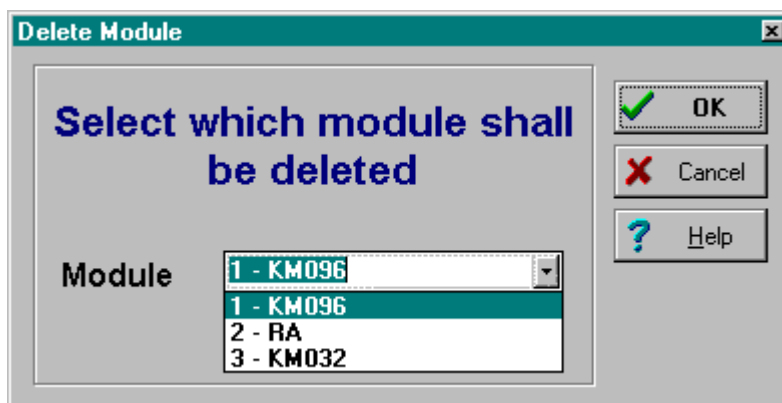 Delete Module
Select which module shall
be deleted
Module
1 - KM096
1 - KM096
2 - RA
3 - KM032
OK
Cancel
Help